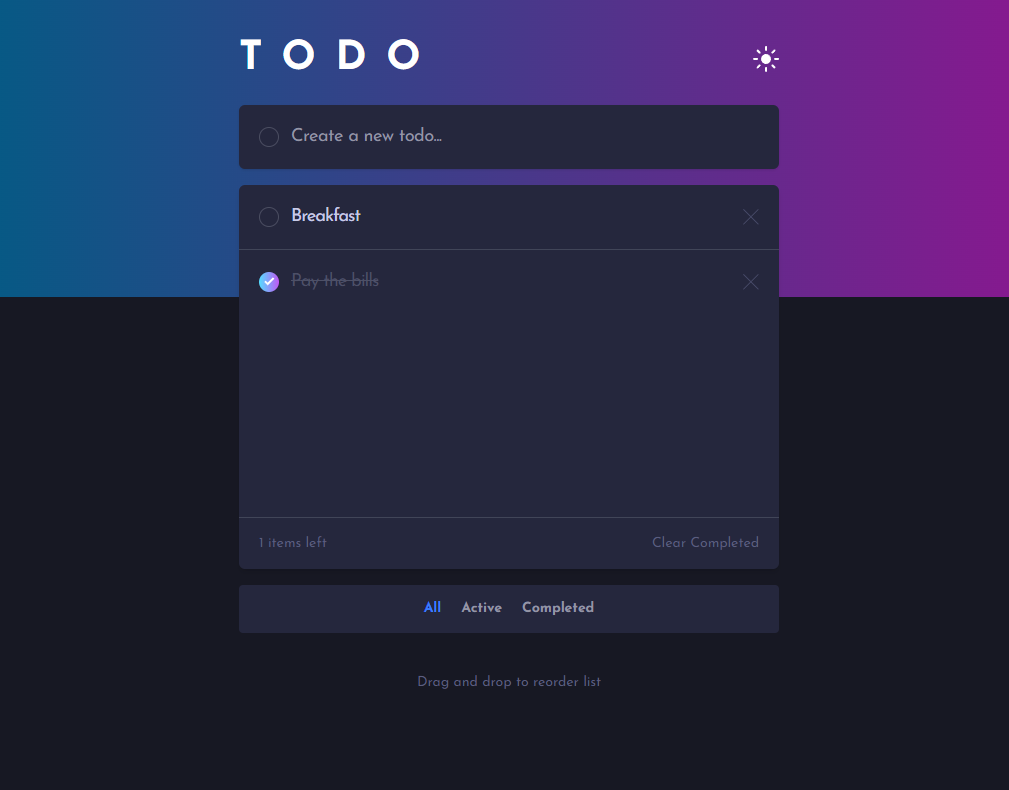 TODO
Create a new todo...
Breakfast
Pay the bills
1 items left
Clear Completed
All Active Completed
Drag and drop to reorder list